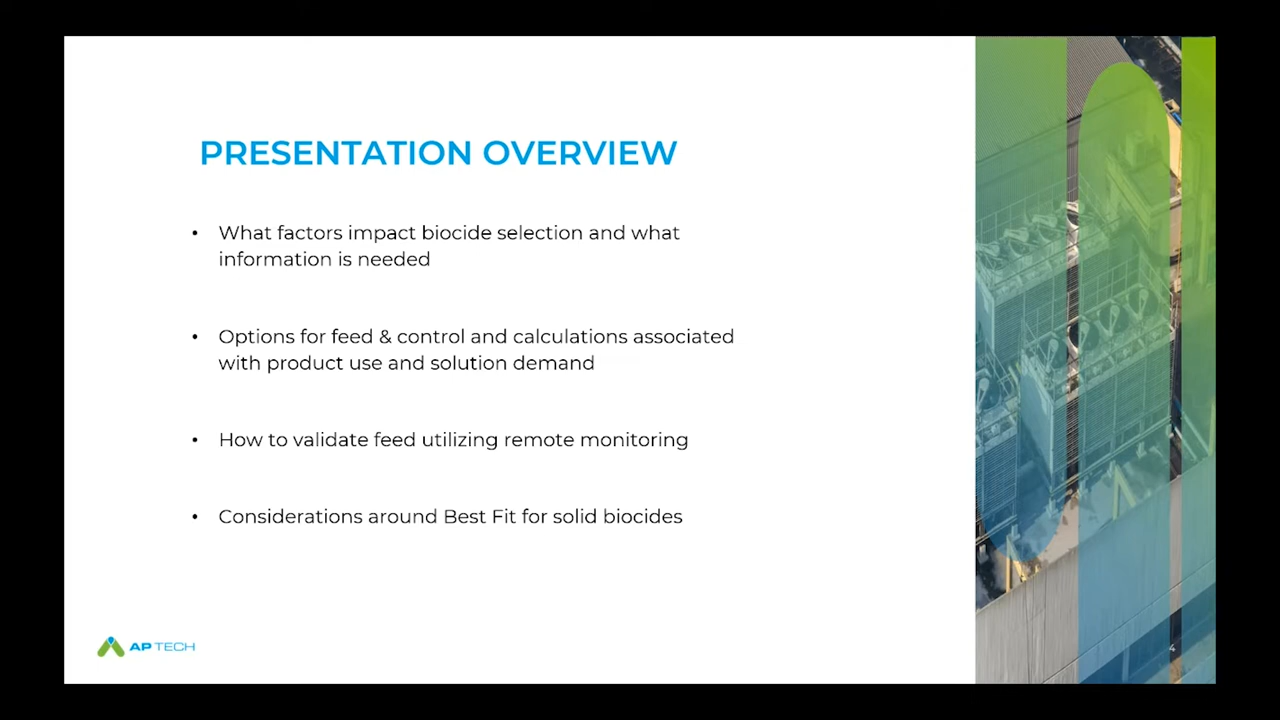 PRESENTATION OVERVIEW
• What factors impact biocide selection and what
information is needed
• Options for feed & control and calculations associated
with product use and solution demand
• How to validate feed utilizing remote monitoring
• Considerations around Best Fit for solid biocides
AP TECH